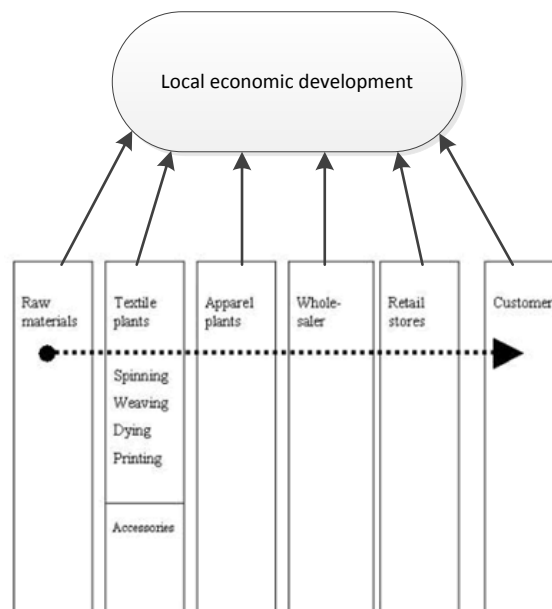 Local economic development
Raw
materials
Textile
plants
Apparel
plants
Whole-
saler
Retail
stores
Customer
Spinning
Weaving
Dying
Printing
Accessories